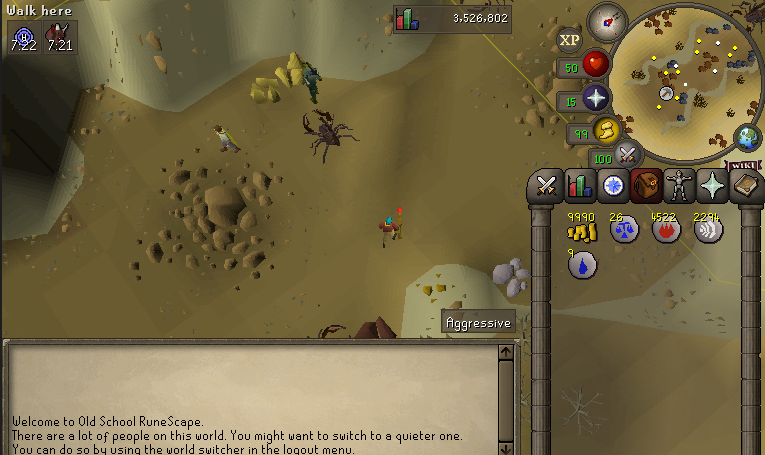 Walk here
7:22 7:21
3,526,802
XP
50
15
99
100
WIKI
9990 26 4522 2294
9
Aggressive
Welcome to Old School RuneScape.
There are a lot of people on this world. You might want to switch to a quieter one.
You can do so by using the world switcher in the logout menu.